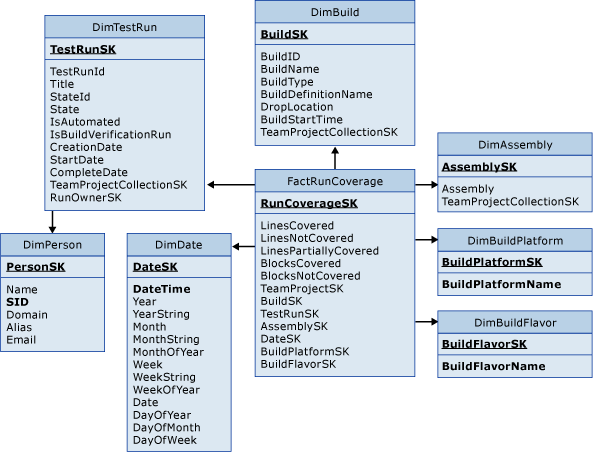 DimTestRun
TestRunSK
TestRunId
Title
StateId
State
IsAutomated
IsBuildVerificationRun
CreationDate
StartDate
CompleteDate
TeamProjectCollectionSK
RunOwnerSK
DimBuild
BuildSK
BuildID
BuildName
BuildType
BuildDefinitionName
DropLocation
BuildStartTime
TeamProjectCollectionSK
DimAssembly
AssemblySK
Assembly
TeamProjectCollectionSK
FactRunCoverage
RunCoverageSK
LinesCovered
LinesNotCovered
LinesPartiallyCovered
BlocksCovered
BlocksNotCovered
TeamProjectSK
BuildSK
TestRunSK
AssemblySK
DateSK
BuildPlatformSK
BuildFlavorSK
DimPerson
PersonSK
Name
SID
Domain
Alias
Email
DimDate
DateSK
DateTime
Year
YearString
Month
MonthString
MonthOfYear
Week
WeekString
WeekOfYear
Date
DayOfYear
DayOfMonth
DayOfWeek
DimBuildPlatform
BuildPlatformSK
BuildPlatformName
DimBuildFlavor
BuildFlavorSK
BuildFlavorName